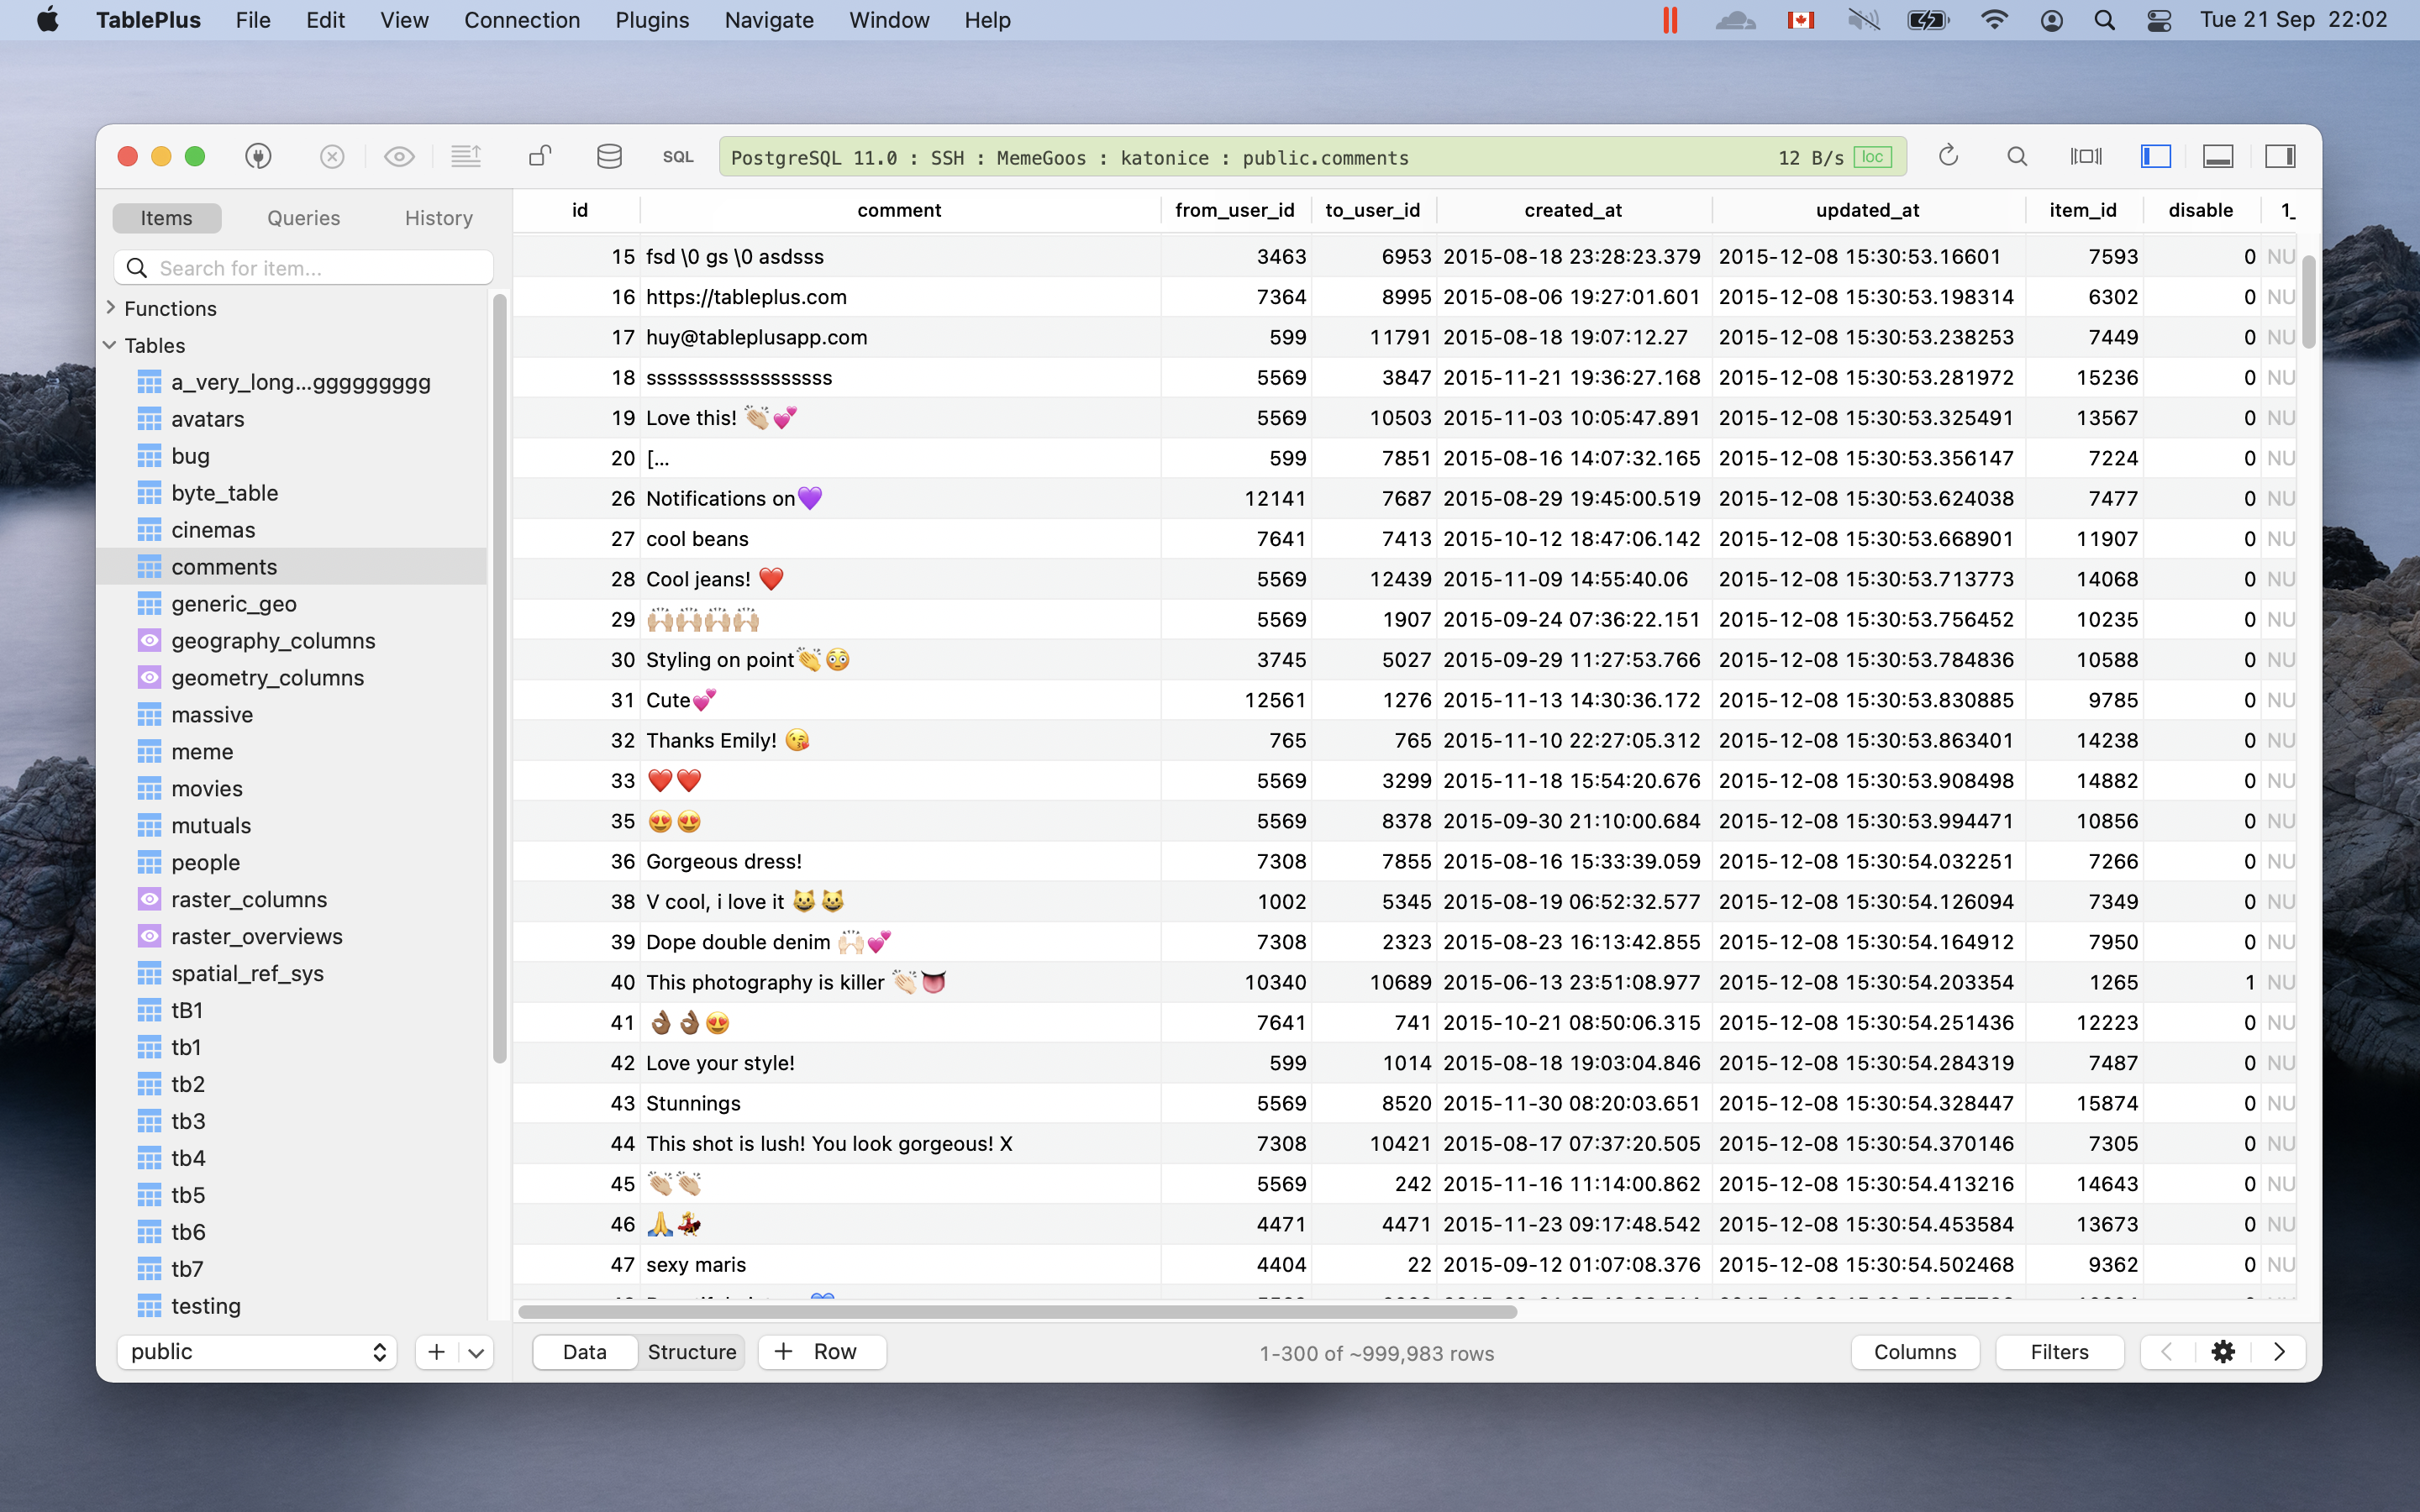 TablePlus File Edit View Connection Plugins Navigate Window Help Tue 21 Sep 22:02
SQL PostgreSQL 11.0 : SSH : MemeGoos : katonice : public.comments 12 B/s loc
Items Queries History
Search for item...
Functions
Tables
a_very_long...ggggggggg
avatars
bug
byte_table
cinemas
comments
generic_geo
geography_columns
geometry_columns
massive
meme
movies
mutuals
people
raster_columns
raster_overviews
spatial_ref_sys
tB1
tb1
tb2
tb3
tb4
tb5
tb6
tb7
testing
public
id comment from_user_id to_user_id created_at updated_at item_id disable 1_
15 fsd \0 gs \0 asdsss 3463 6953 2015-08-18 23:28:23.379 2015-12-08 15:30:53.16601 7593 0 NU
16 https://tableplus.com 7364 8995 2015-08-06 19:27:01.601 2015-12-08 15:30:53.198314 6302 0 NU
17 huy@tableplusapp.com 599 11791 2015-08-18 19:07:12.27 2015-12-08 15:30:53.238253 7449 0 NU
18 ssssssssssssssssss 5569 3847 2015-11-21 19:36:27.168 2015-12-08 15:30:53.281972 15236 0 NU
19 Love this! 👏🏼💕 5569 10503 2015-11-03 10:05:47.891 2015-12-08 15:30:53.325491 13567 0 NU
20 [... 599 7851 2015-08-16 14:07:32.165 2015-12-08 15:30:53.356147 7224 0 NU
26 Notifications on💜 12141 7687 2015-08-29 19:45:00.519 2015-12-08 15:30:53.624038 7477 0 NU
27 cool beans 7641 7413 2015-10-12 18:47:06.142 2015-12-08 15:30:53.668901 11907 0 NU
28 Cool jeans! ❤️ 5569 12439 2015-11-09 14:55:40.06 2015-12-08 15:30:53.713773 14068 0 NU
29 🙌🏼🙌🏼🙌🏼🙌🏼 5569 1907 2015-09-24 07:36:22.151 2015-12-08 15:30:53.756452 10235 0 NU
30 Styling on point👏😳 3745 5027 2015-09-29 11:27:53.766 2015-12-08 15:30:53.784836 10588 0 NU
31 Cute💕 12561 1276 2015-11-13 14:30:36.172 2015-12-08 15:30:53.830885 9785 0 NU
32 Thanks Emily! 😘 765 765 2015-11-10 22:27:05.312 2015-12-08 15:30:53.863401 14238 0 NU
33 ❤️❤️ 5569 3299 2015-11-18 15:54:20.676 2015-12-08 15:30:53.908498 14882 0 NU
35 😍😍 5569 8378 2015-09-30 21:10:00.684 2015-12-08 15:30:53.994471 10856 0 NU
36 Gorgeous dress! 7308 7855 2015-08-16 15:33:39.059 2015-12-08 15:30:54.032251 7266 0 NU
38 V cool, i love it 😺😺 1002 5345 2015-08-19 06:52:32.577 2015-12-08 15:30:54.126094 7349 0 NU
39 Dope double denim 🙌🏻💕 7308 2323 2015-08-23 16:13:42.855 2015-12-08 15:30:54.164912 7950 0 NU
40 This photography is killer 👏🏻👅 10340 10689 2015-06-13 23:51:08.977 2015-12-08 15:30:54.203354 1265 1 NU
41 👌🏾👌🏾😍 7641 741 2015-10-21 08:50:06.315 2015-12-08 15:30:54.251436 12223 0 NU
42 Love your style! 599 1014 2015-08-18 19:03:04.846 2015-12-08 15:30:54.284319 7487 0 NU
43 Stunnings 5569 8520 2015-11-30 08:20:03.651 2015-12-08 15:30:54.328447 15874 0 NU
44 This shot is lush! You look gorgeous! X 7308 10421 2015-08-17 07:37:20.505 2015-12-08 15:30:54.370146 7305 0 NU
45 👏🏼👏🏼 5569 242 2015-11-16 11:14:00.862 2015-12-08 15:30:54.413216 14643 0 NU
46 🙏💃 4471 4471 2015-11-23 09:17:48.542 2015-12-08 15:30:54.453584 13673 0 NU
47 sexy maris 4404 22 2015-09-12 01:07:08.376 2015-12-08 15:30:54.502468 9362 0 NU
Data Structure + Row 1-300 of ~999,983 rows Columns Filters